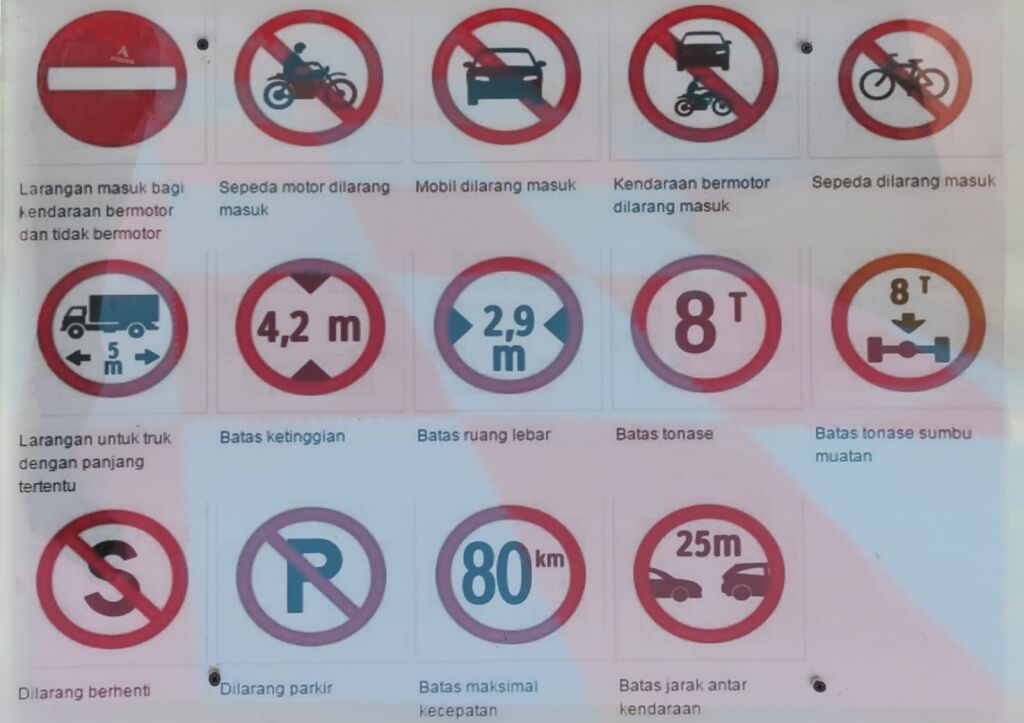 Larangan masuk bagi
kendaraan bermotor
dan tidak bermotor
Sepeda motor dilarang
masuk
Mobil dilarang masuk
Kendaraan bermotor
dilarang masuk
Sepeda dilarang masuk
5
m
4,2 m
2,9
m
8 T
8 T
Larangan untuk truk
dengan panjang
tertentu
Batas ketinggian
Batas ruang lebar
Batas tonase
Batas tonase sumbu
muatan
S
P
80 km
25m
Dilarang berhenti
Dilarang parkir
Batas maksimal
kecepatan
Batas jarak antar
kendaraan